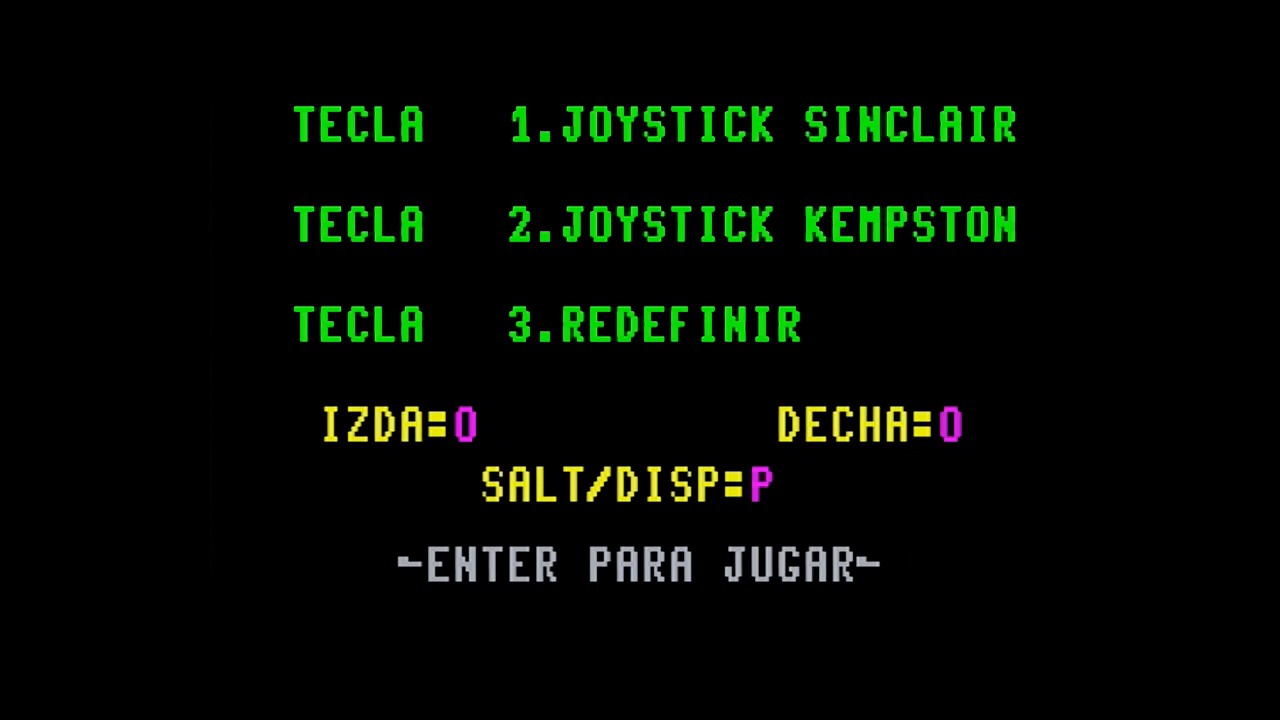 TECLA 1.JOYSTICK SINCLAIR
TECLA 2.JOYSTICK KEMPSTON
TECLA 3.REDEFINIR
IZDA=O DECHA=O
SALT/DISP=P
-ENTER PARA JUGAR-